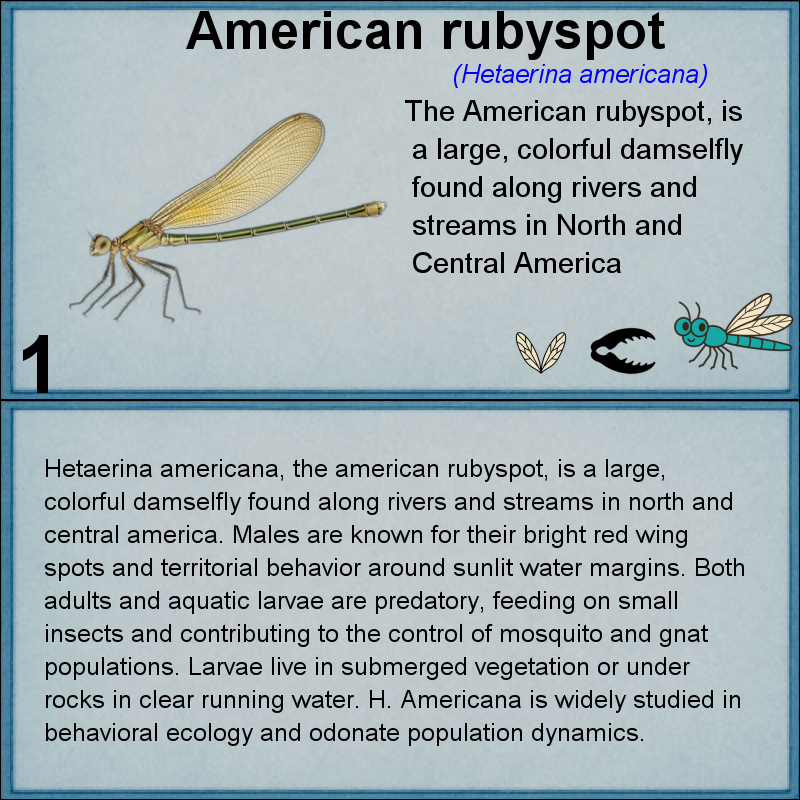 American rubyspot
(Hetaerina americana)
The American rubyspot, is
a large, colorful damselfly
found along rivers and
streams in North and
Central America
1
Hetaerina americana, the american rubyspot, is a large,
colorful damselfly found along rivers and streams in north and
central america. Males are known for their bright red wing
spots and territorial behavior around sunlit water margins. Both
adults and aquatic larvae are predatory, feeding on small
insects and contributing to the control of mosquito and gnat
populations. Larvae live in submerged vegetation or under
rocks in clear running water. H. Americana is widely studied in
behavioral ecology and odonate population dynamics.